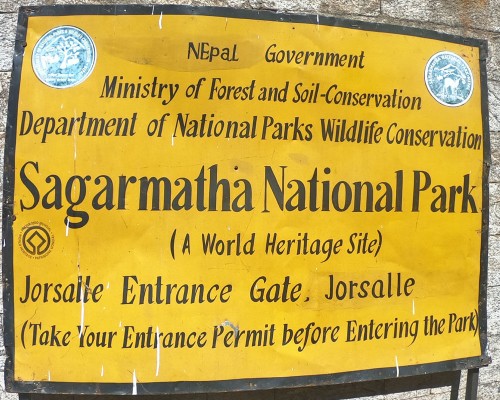 NEpal Government
Ministry of Forest and Soil-Conservation
Department of National Parks Wildlife Conservation
Sagarmatha National Park
(A World Heritage Site)
Jorsalle Entrance Gate, Jorsalle
(Take Your Entrance Permit before Entering the Park)